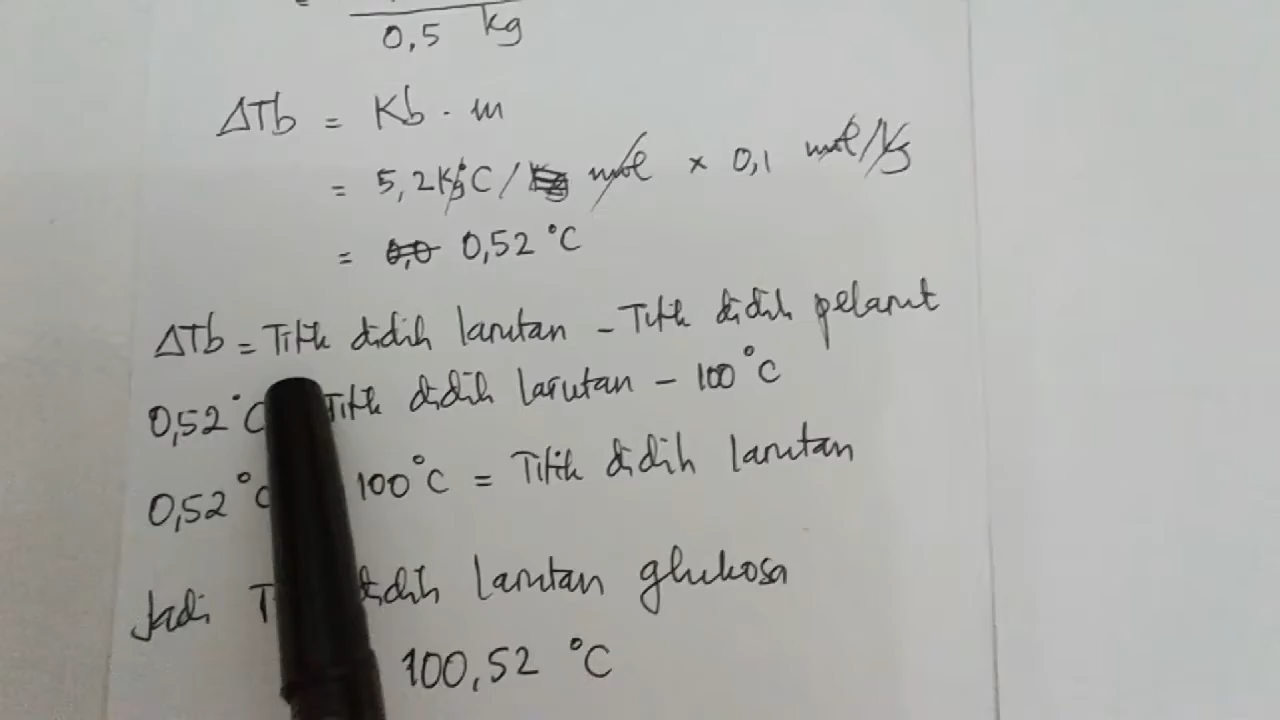 0,5 kg
ΔTb = Kb . m
= 5,2 Kg°C / mol x 0,1 mol/Kg
= 0,52 °C
ΔTb = Titik didih larutan - Titik didih pelarut
0,52 °C Titik didih larutan - 100 °C
0,52 °C 100 °C = Titik didih larutan
Jadi didih larutan glukosa
100,52 °C